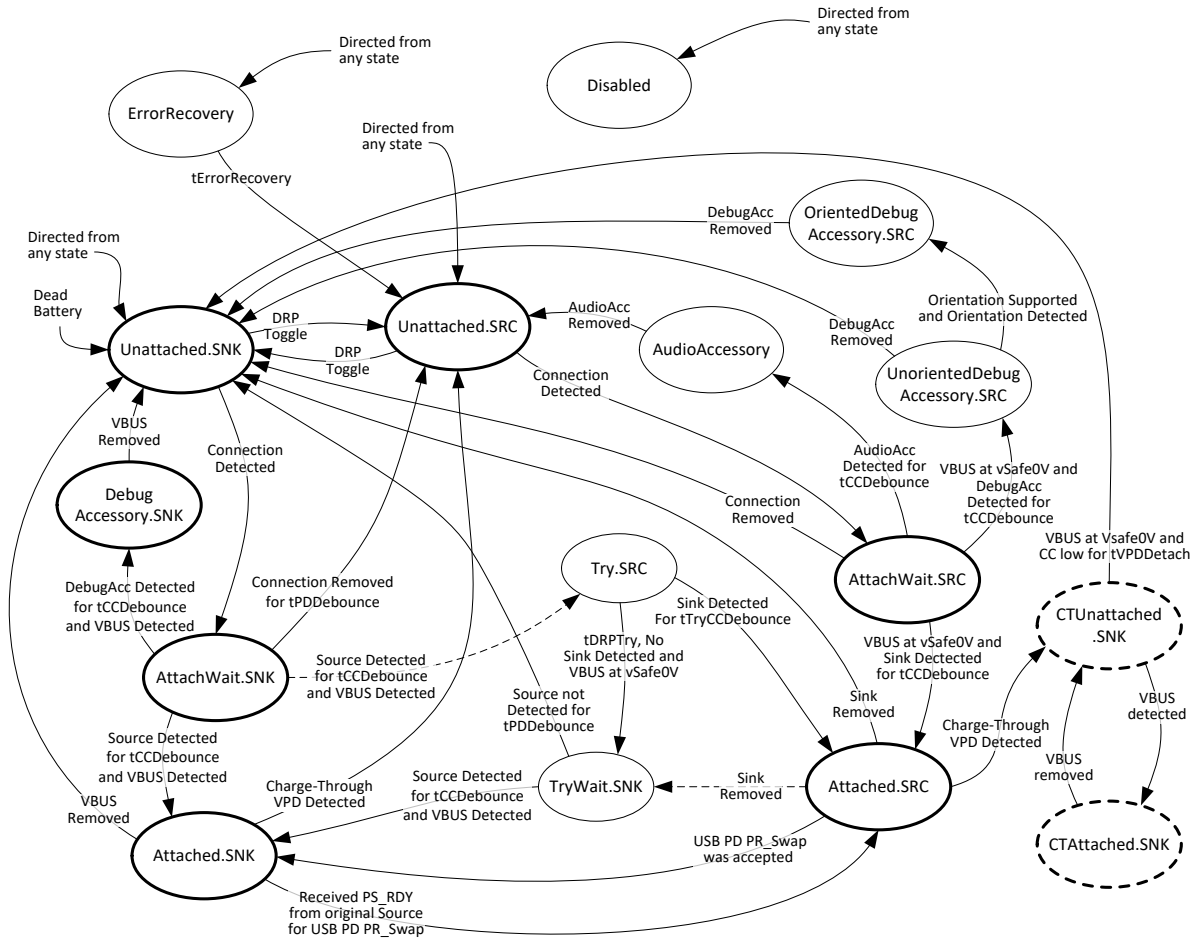 Directed from
any state
Directed from
any state
ErrorRecovery
Disabled
Directed from
any state
tErrorRecovery
OrientedDebug
Accessory.SRC
DebugAcc
Removed
Directed from
any state
Dead
Battery
Unattached.SNK
DRP
Toggle
DRP
Toggle
Unattached.SRC
AudioAcc
Removed
AudioAccessory
DebugAcc
Removed
Orientation Supported
and Orientation Detected
UnorientedDebug
Accessory.SRC
Connection
Detected
VBUS
Removed
Connection
Detected
AudioAcc
Detected for
tCCDebounce
VBUS at vSafe0V and
DebugAcc
Detected for
tCCDebounce
Debug
Accessory.SNK
Connection
Removed
VBUS at Vsafe0V and
CC low for tVPDDetach
DebugAcc Detected
for tCCDebounce
and VBUS Detected
Connection Removed
for tPDDebounce
Try.SRC
AttachWait.SRC
Sink Detected
For tTryCCDebounce
CTUnattached
.SNK
AttachWait.SNK
Source Detected
for tCCDebounce
and VBUS Detected
tDRPTry, No
Sink Detected and
VBUS at vSafe0V
VBUS at vSafe0V and
Sink Dectected
for tCCDebounce
Source not
Detected for
tPDDebounce
Sink
Removed
Charge-Through
VPD Detected
VBUS
detected
Source Detected
for tCCDebounce
and VBUS Detected
VBUS
removed
VBUS
Removed
Charge-Through
VPD Detected
Source Detected
for tCCDebounce
and VBUS Detected
TryWait.SNK
Sink
Removed
Attached.SRC
Attached.SNK
USB PD PR_Swap
was accepted
CTAttached.SNK
Received PS_RDY
from original Source
for USB PD PR_Swap